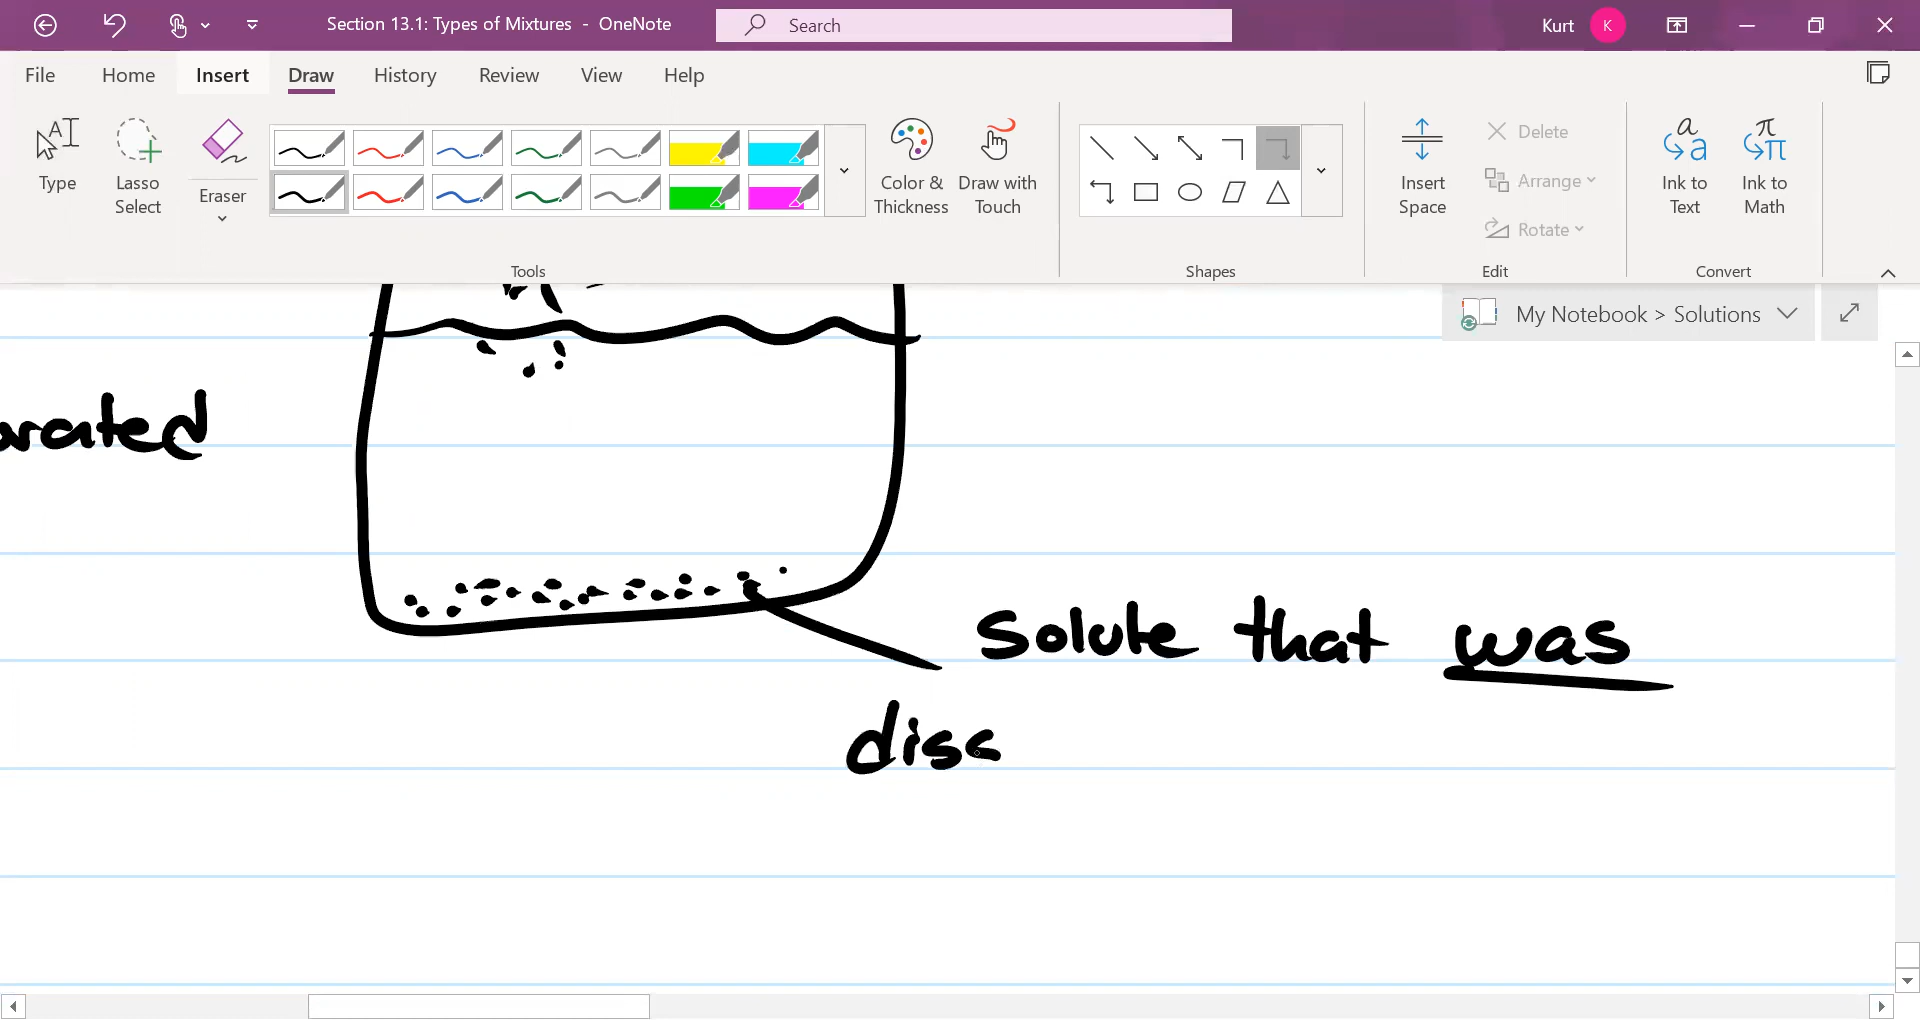 Section 13.1: Types of Mixtures - OneNote
Search
Kurt
K
File Home Insert Draw History Review View Help
Type
Lasso Select
Eraser
Color & Thickness
Draw with Touch
Insert Space
Delete
Arrange
Rotate
Ink to Text
Ink to Math
Tools
Shapes
Edit
Convert
My Notebook > Solutions
arated
Solute that was
diss